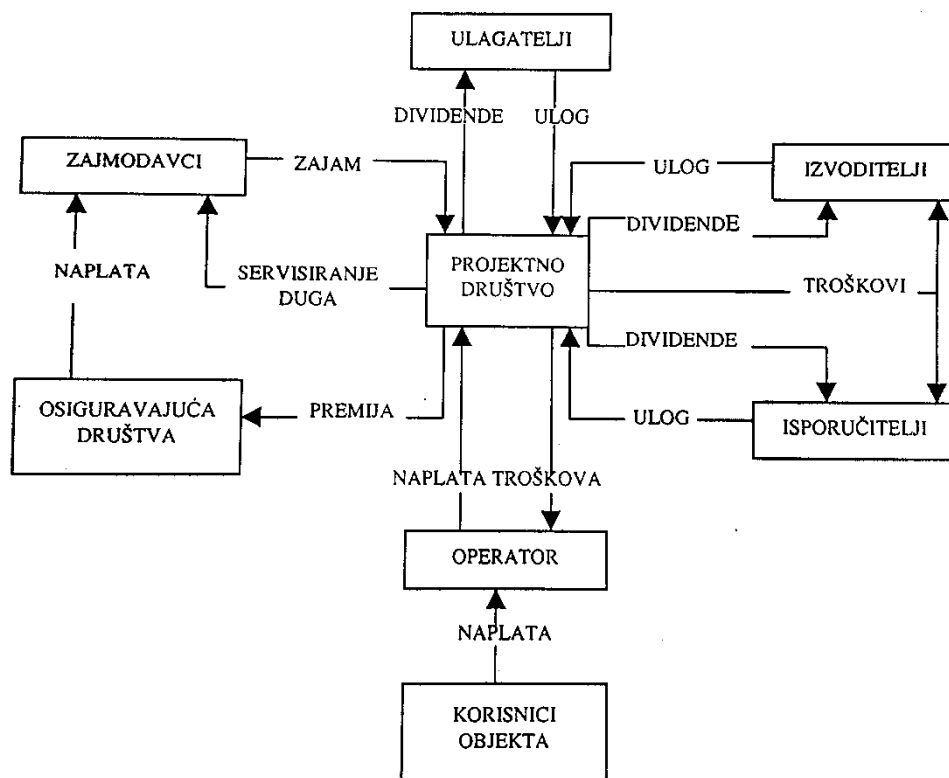 ULAGATELJI
DIVIDENDE
ULOG
ZAJMODAVCI
ZAJAM
ULOG
IZVODITELJI
DIVIDENDE
NAPLATA
SERVISIRANJE
DUGA
PROJEKTNO
DRUŠTVO
TROŠKOVI
DIVIDENDE
OSIGURAVAJUĆA
DRUŠTVA
PREMIJA
ULOG
ISPORUČITELJI
NAPLATA TROŠKOVA
OPERATOR
NAPLATA
KORISNICI
OBJEKTA